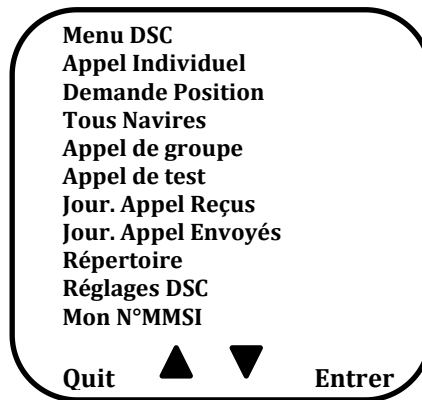 Menu DSC
Appel Individuel
Demande Position
Tous Navires
Appel de groupe
Appel de test
Jour. Appel Reçus
Jour. Appel Envoyés
Répertoire
Réglages DSC
Mon N°MMSI
Quit Entrer